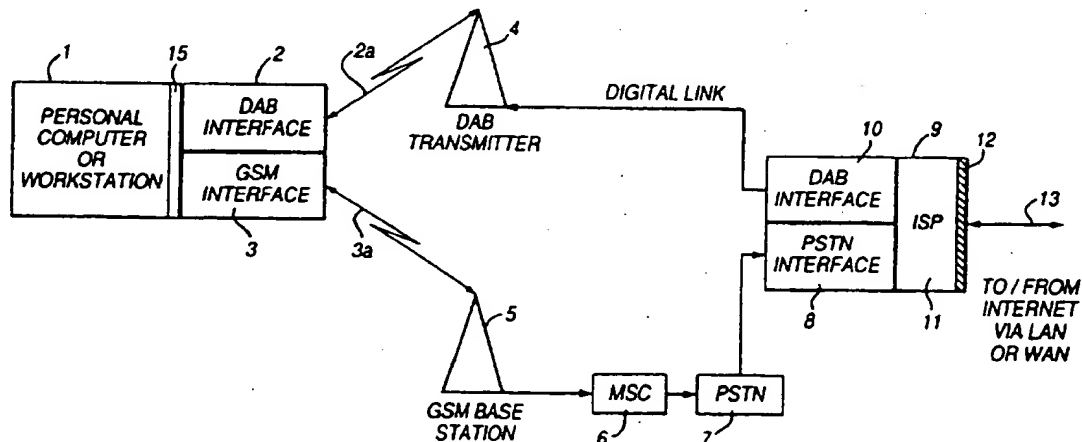 1
15
2
PERSONAL
COMPUTER
OR
WORKSTATION
DAB
INTERFACE
GSM
INTERFACE
3
2a
3a
4
DAB
TRANSMITTER
DIGITAL LINK
5
GSM BASE
STATION
MSC
6
PSTN
7
10
9
12
DAB
INTERFACE
PSTN
INTERFACE
ISP
8
11
13
TO / FROM
INTERNET
VIA LAN
OR WAN